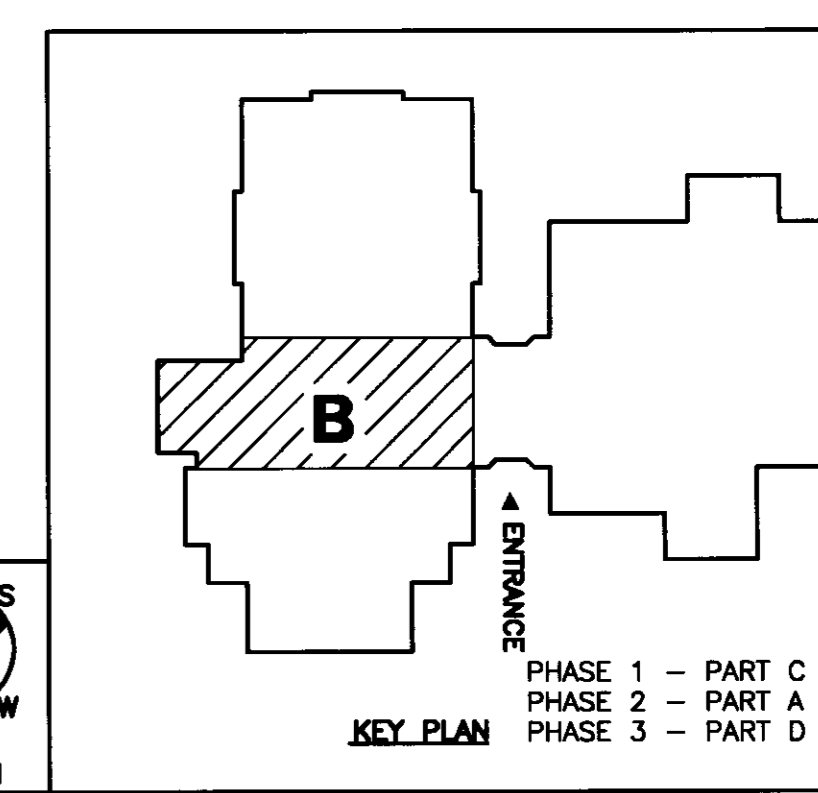 B
▲ ENTRANCE
S
W
PHASE 1 – PART C
PHASE 2 – PART A
KEY PLAN PHASE 3 – PART D